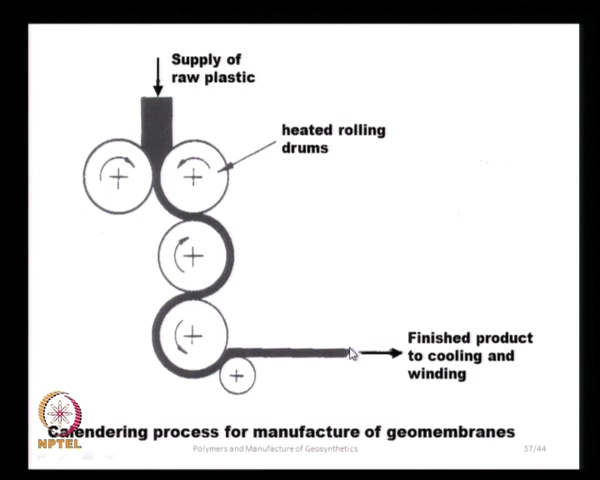 Supply of
raw plastic
heated rolling
drums
Finished product
to cooling and
winding
Calendering process for manufacture of geomembranes
NPTEL
Polymers and Manufacture of Geosynthetics
37/44